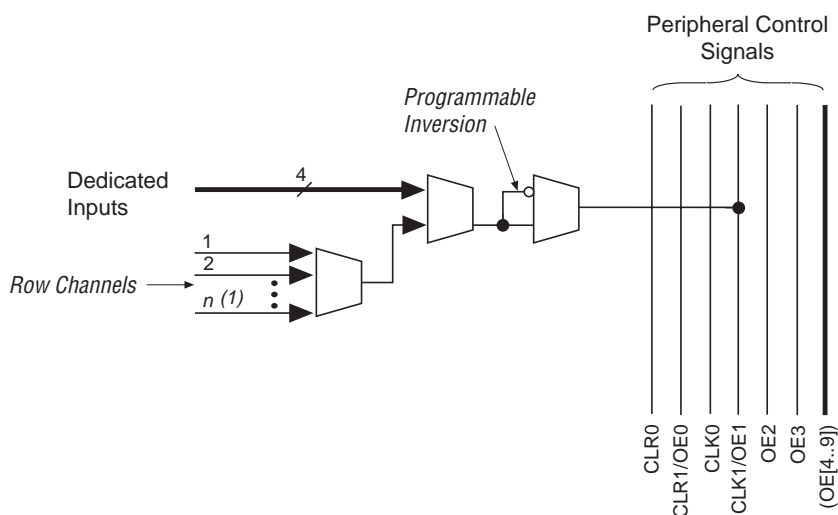 Peripheral Control
Signals
Programmable
Inversion
4
Dedicated
Inputs
1
2
Row Channels
n (1)
CLR0
CLR1/OE0
CLK0
CLK1/OE1
OE2
OE3
(OE[4..9])